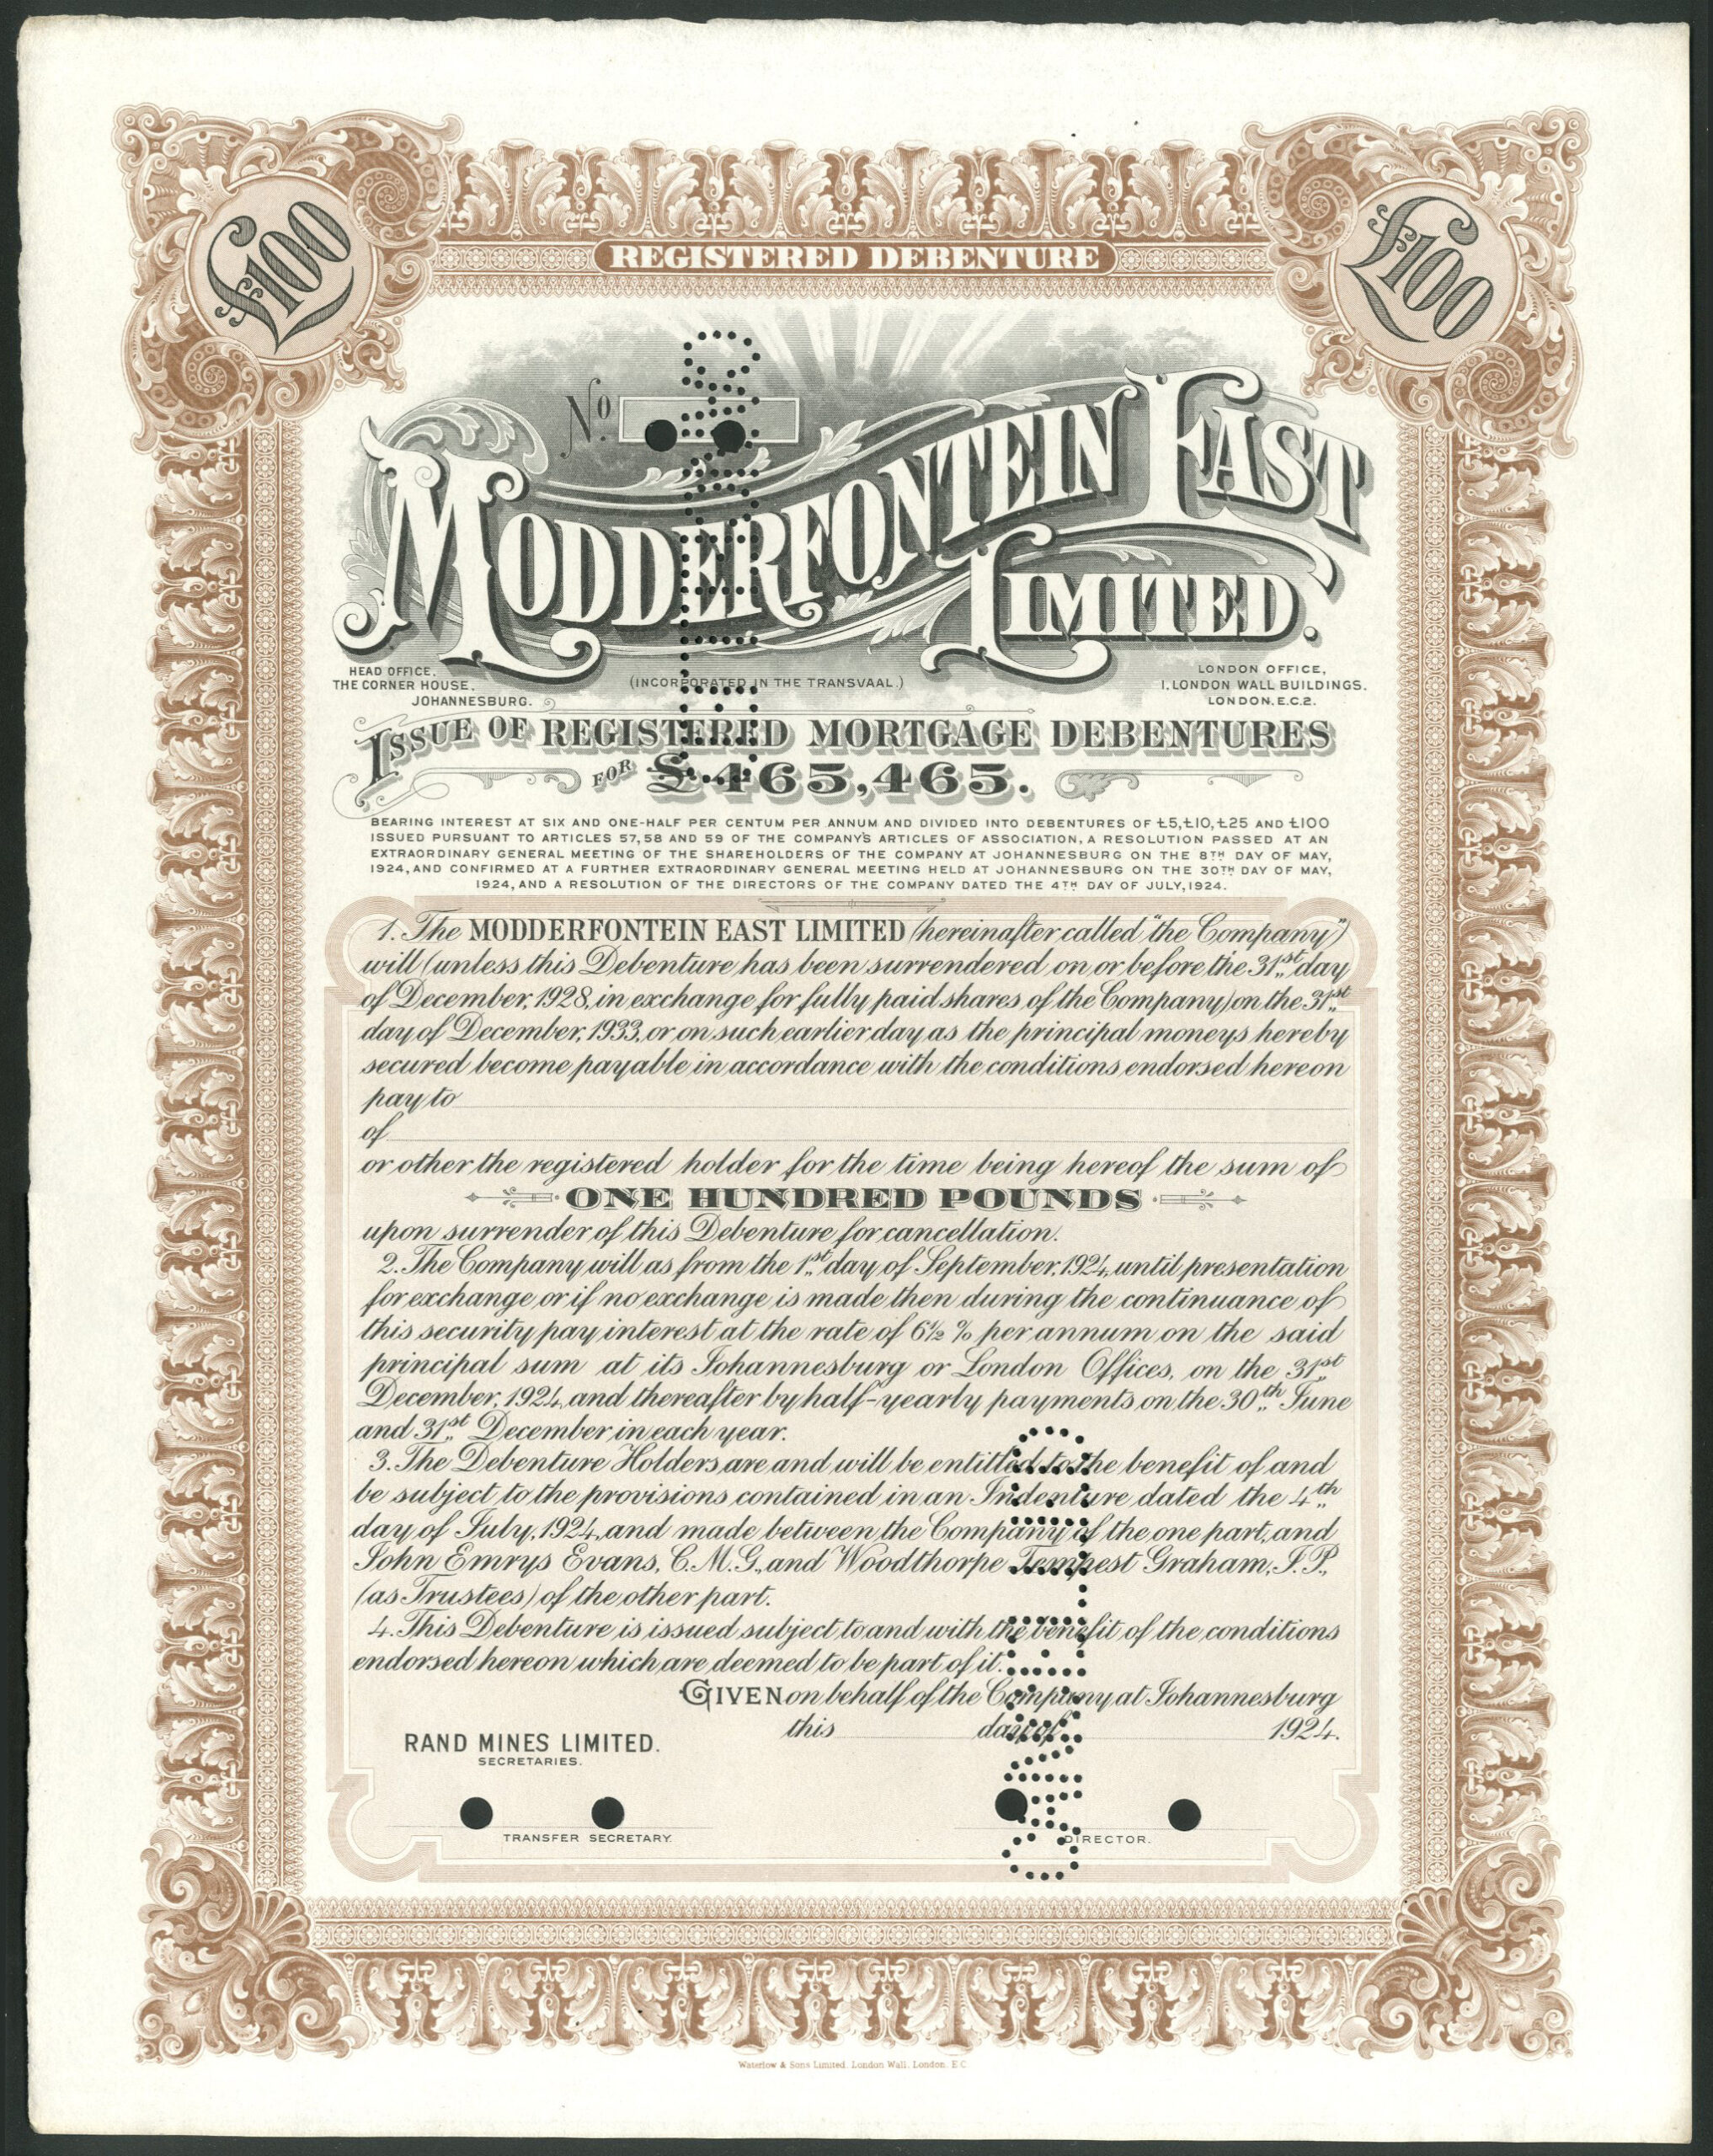 £100
REGISTERED DEBENTURE
£100
No.
MODDERFONTEIN EAST
LIMITED.
HEAD OFFICE,
THE CORNER HOUSE,
JOHANNESBURG.
(INCORPORATED IN THE TRANSVAAL.)
LONDON OFFICE,
1, LONDON WALL BUILDINGS.
LONDON. E.C.2.
ISSUE OF REGISTERED MORTGAGE DEBENTURES
FOR £465,465.
BEARING INTEREST AT SIX AND ONE-HALF PER CENTUM PER ANNUM AND DIVIDED INTO DEBENTURES OF £5, £10, £25 AND £100
ISSUED PURSUANT TO ARTICLES 57, 58 AND 59 OF THE COMPANY'S ARTICLES OF ASSOCIATION, A RESOLUTION PASSED AT AN
EXTRAORDINARY GENERAL MEETING OF THE SHAREHOLDERS OF THE COMPANY AT JOHANNESBURG ON THE 8TH DAY OF MAY,
1924, AND CONFIRMED AT A FURTHER EXTRAORDINARY GENERAL MEETING HELD AT JOHANNESBURG ON THE 30TH DAY OF MAY,
1924, AND A RESOLUTION OF THE DIRECTORS OF THE COMPANY DATED THE 4TH DAY OF JULY, 1924.
1. The MODDERFONTEIN EAST LIMITED (hereinafter called "the Company")
will (unless this Debenture has been surrendered on or before the 31st day
of December, 1928, in exchange for fully paid shares of the Company) on the 31st
day of December, 1933, or on such earlier day as the principal moneys hereby
secured become payable in accordance with the conditions endorsed hereon
pay to
of
or other the registered holder for the time being hereof the sum of
ONE HUNDRED POUNDS
upon surrender of this Debenture for cancellation.
2. The Company will as from the 1st day of September, 1924, until presentation
for exchange or if no exchange is made then during the continuance of
this security pay interest at the rate of 6½ % per annum on the said
principal sum at its Johannesburg or London Offices, on the 31st
December, 1924, and thereafter by half-yearly payments on the 30th June
and 31st December in each year.
3. The Debenture Holders are and will be entitled to the benefit of and
be subject to the provisions contained in an Indenture dated the 4th
day of July, 1924, and made between the Company of the one part, and
John Emrys Evans, C.M.G., and Woodthorpe Tempest Graham, J.P.,
(as Trustees) of the other part.
4. This Debenture is issued subject to and with the benefit of the conditions
endorsed hereon which are deemed to be part of it.
GIVEN on behalf of the Company at Johannesburg
this day of 1924.
RAND MINES LIMITED.
SECRETARIES.
TRANSFER SECRETARY.
DIRECTOR.
Waterlow & Sons Limited. London Wall. London. E C